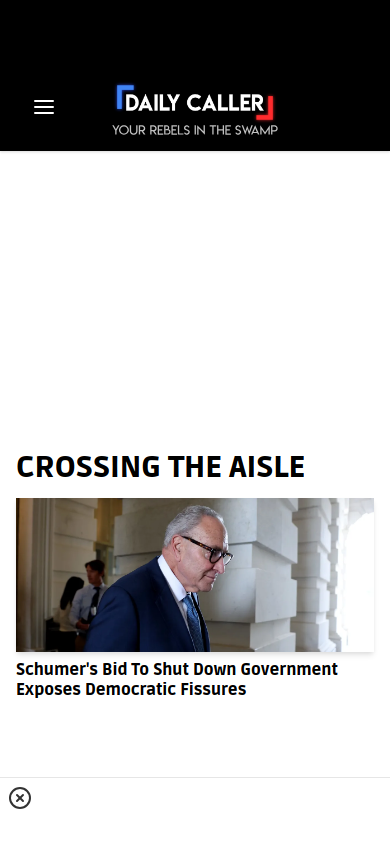 DAILY CALLER
YOUR REBELS IN THE SWAMP
CROSSING THE AISLE
Schumer's Bid To Shut Down Government
Exposes Democratic Fissures